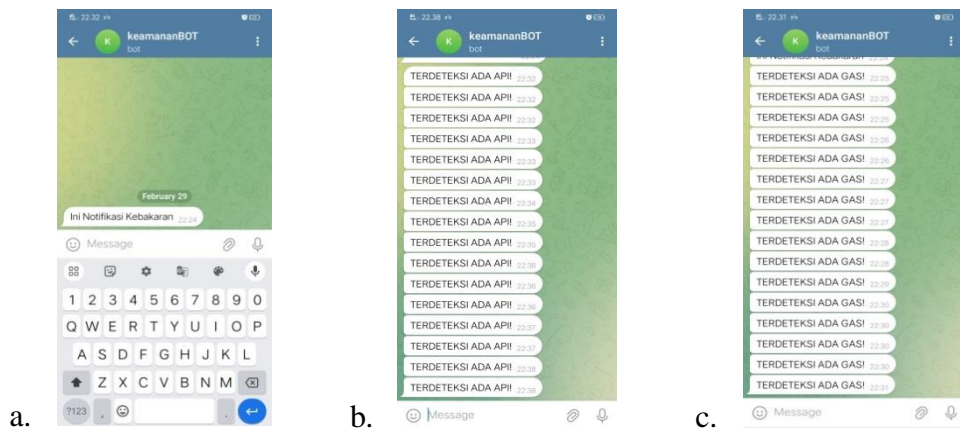 22.32
keamananBOT
bot
February 29
Ini Notifikasi Kebakaran 22:24
Message
1 2 3 4 5 6 7 8 9 0
Q W E R T Y U I O P
A S D F G H J K L
Z X C V B N M
?123 , .
a.
22.38
keamananBOT
bot
TERDETEKSI ADA API! 22:32
TERDETEKSI ADA API! 22:32
TERDETEKSI ADA API! 22:32
TERDETEKSI ADA API! 22:33
TERDETEKSI ADA API! 22:33
TERDETEKSI ADA API! 22:33
TERDETEKSI ADA API! 22:34
TERDETEKSI ADA API! 22:35
TERDETEKSI ADA API! 22:35
TERDETEKSI ADA API! 22:36
TERDETEKSI ADA API! 22:36
TERDETEKSI ADA API! 22:36
TERDETEKSI ADA API! 22:37
TERDETEKSI ADA API! 22:37
TERDETEKSI ADA API! 22:38
TERDETEKSI ADA API! 22:38
Message
b.
22.31
keamananBOT
bot
TERDETEKSI ADA GAS! 22:25
TERDETEKSI ADA GAS! 22:25
TERDETEKSI ADA GAS! 22:25
TERDETEKSI ADA GAS! 22:26
TERDETEKSI ADA GAS! 22:26
TERDETEKSI ADA GAS! 22:27
TERDETEKSI ADA GAS! 22:27
TERDETEKSI ADA GAS! 22:27
TERDETEKSI ADA GAS! 22:28
TERDETEKSI ADA GAS! 22:28
TERDETEKSI ADA GAS! 22:29
TERDETEKSI ADA GAS! 22:30
TERDETEKSI ADA GAS! 22:30
TERDETEKSI ADA GAS! 22:30
TERDETEKSI ADA GAS! 22:30
TERDETEKSI ADA GAS! 22:31
Message
c.